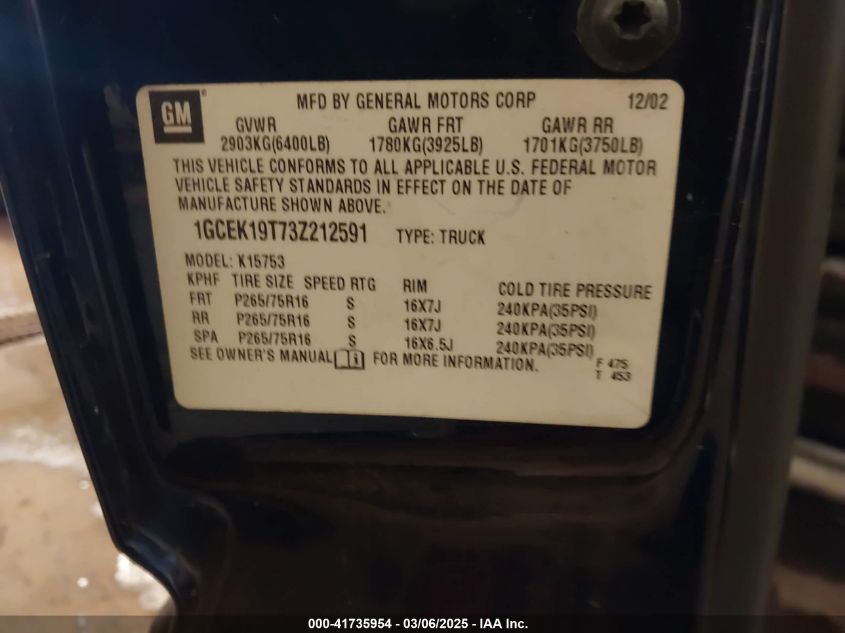 GM ®
MFD BY GENERAL MOTORS CORP 12/02
GVWR GAWR FRT GAWR RR
2903KG(6400LB) 1780KG(3925LB) 1701KG(3750LB)
THIS VEHICLE CONFORMS TO ALL APPLICABLE U.S. FEDERAL MOTOR
VEHICLE SAFETY STANDARDS IN EFFECT ON THE DATE OF
MANUFACTURE SHOWN ABOVE.
1GCEK19T73Z212591 TYPE: TRUCK
MODEL: K15753
KPHF TIRE SIZE SPEED RTG RIM COLD TIRE PRESSURE
FRT P265/75R16 S 16X7J 240KPA(35PSI)
RR P265/75R16 S 16X7J 240KPA(35PSI)
SPA P265/75R16 S 16X6.5J 240KPA(35PSI)
SEE OWNER'S MANUAL FOR MORE INFORMATION.
F 475
T 453
000-41735954 - 03/06/2025 - IAA Inc.